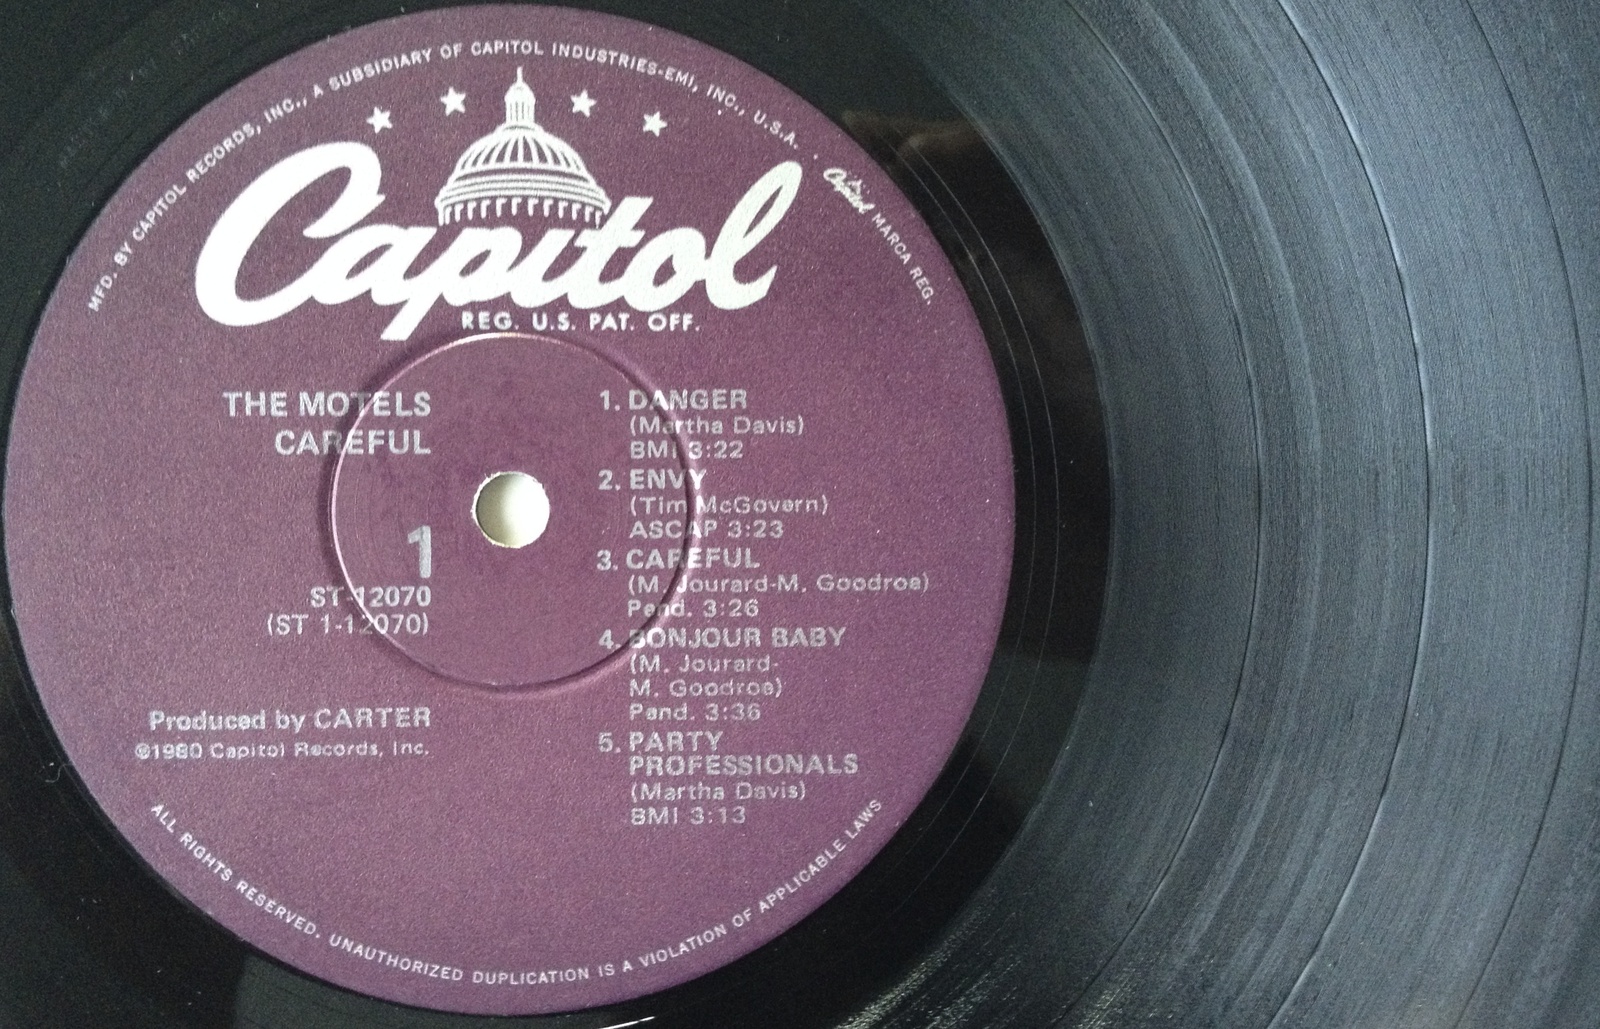 MFD. BY CAPITOL RECORDS, INC., A SUBSIDIARY OF CAPITOL INDUSTRIES-EMI, INC., U.S.A. · Capitol MARCA REG.
Capitol
REG. U.S. PAT. OFF.
THE MOTELS
CAREFUL
1
ST-12070
(ST 1-12070)
Produced by CARTER
©1980 Capitol Records, Inc.
1. DANGER
(Martha Davis)
BMI 3:22
2. ENVY
(Tim McGovern)
ASCAP 3:23
3. CAREFUL
(M. Jourard-M. Goodroe)
Pend. 3:26
4. BONJOUR BABY
(M. Jourard-
M. Goodroe)
Pend. 3:36
5. PARTY
PROFESSIONALS
(Martha Davis)
BMI 3:13
ALL RIGHTS RESERVED. UNAUTHORIZED DUPLICATION IS A VIOLATION OF APPLICABLE LAWS